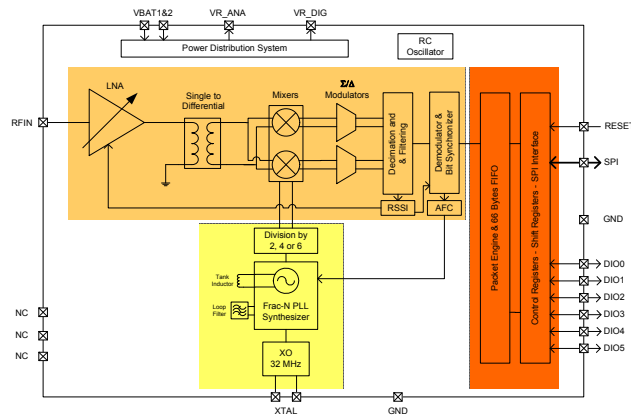 VBAT1&2
VR_ANA
VR_DIG
Power Distribution System
RC
Oscillator
LNA
Single to
Differential
Mixers
Σ/Δ
Modulators
RFIN
Decimation and
& Filtering
Demodulator &
Bit Synchronizer
RSSI
AFC
Packet Engine & 66 Bytes FIFO
Control Registers - Shift Registers - SPI Interface
RESET
SPI
GND
DIO0
DIO1
DIO2
DIO3
DIO4
DIO5
Division by
2, 4 or 6
Tank
Inductor
Loop
Filter
Frac-N PLL
Synthesizer
XO
32 MHz
NC
NC
NC
XTAL
GND